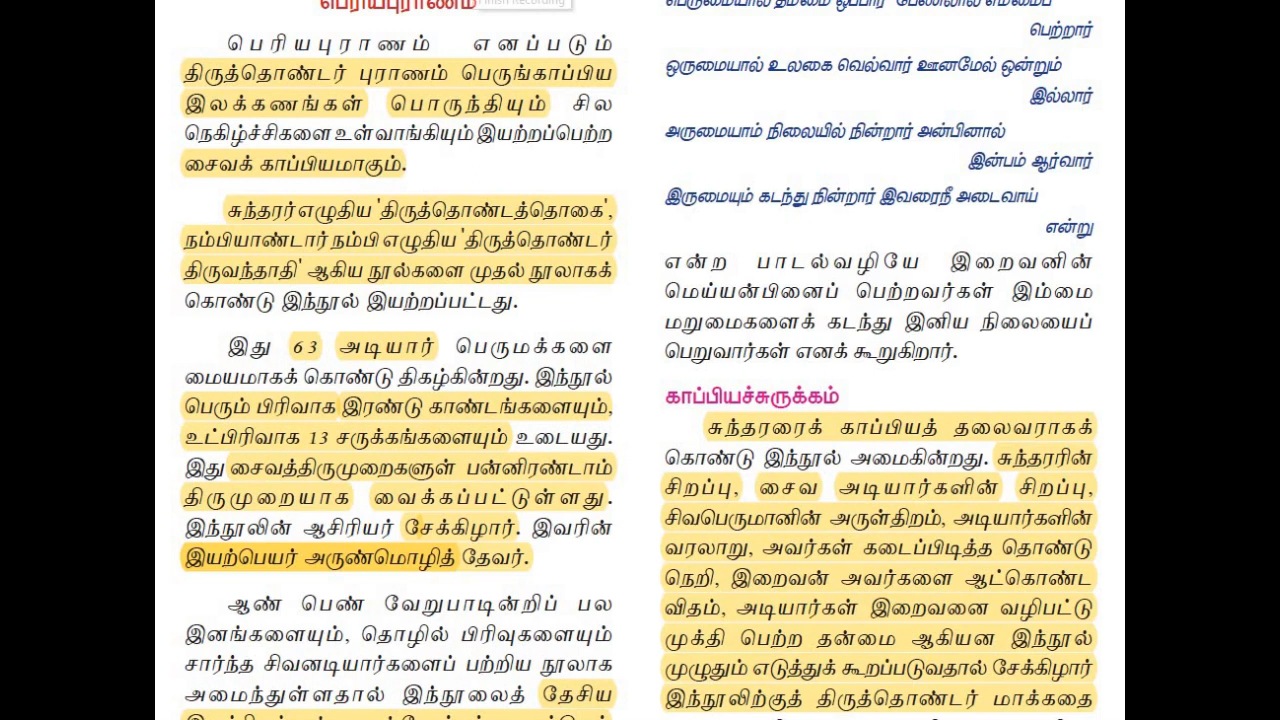 பெரியபுராணம்
Finish Recording
பெரியபுராணம் எனப்படும்
திருத்தொண்டர் புராணம் பெருங்காப்பிய
இலக்கணங்கள் பொருந்தியும் சில
நெகிழ்ச்சிகளை உள்வாங்கியும் இயற்றப்பெற்ற
சைவக் காப்பியமாகும்.
சுந்தரர் எழுதிய 'திருத்தொண்டத்தொகை',
நம்பியாண்டார் நம்பி எழுதிய 'திருத்தொண்டர்
திருவந்தாதி' ஆகிய நூல்களை முதல் நூலாகக்
கொண்டு இந்நூல் இயற்றப்பட்டது.
இது 63 அடியார் பெருமக்களை
மையமாகக் கொண்டு திகழ்கின்றது. இந்நூல்
பெரும் பிரிவாக இரண்டு காண்டங்களையும்,
உட்பிரிவாக 13 சருக்கங்களையும் உடையது.
இது சைவத்திருமுறைகளுள் பன்னிரண்டாம்
திருமுறையாக வைக்கப்பட்டுள்ளது.
இந்நூலின் ஆசிரியர் சேக்கிழார். இவரின்
இயற்பெயர் அருண்மொழித் தேவர்.
ஆண் பெண் வேறுபாடின்றிப் பல
இனங்களையும், தொழில் பிரிவுகளையும்
சார்ந்த சிவனடியார்களைப் பற்றிய நூலாக
அமைந்துள்ளதால் இந்நூலைத் தேசிய
பெருமையால் தம்மை ஒப்பார் பேணலால் எம்மைப்
பெற்றார்
ஒருமையால் உலகை வெல்வார் ஊனமேல் ஒன்றும்
இல்லார்
அருமையாம் நிலையில் நின்றார் அன்பினால்
இன்பம் ஆர்வார்
இருமையும் கடந்து நின்றார் இவரைநீ அடைவாய்
என்று
என்ற பாடல்வழியே இறைவனின்
மெய்யன்பினைப் பெற்றவர்கள் இம்மை
மறுமைகளைக் கடந்து இனிய நிலையைப்
பெறுவார்கள் எனக் கூறுகிறார்.
காப்பியச்சுருக்கம்
சுந்தரரைக் காப்பியத் தலைவராகக்
கொண்டு இந்நூல் அமைகின்றது. சுந்தரரின்
சிறப்பு, சைவ அடியார்களின் சிறப்பு,
சிவபெருமானின் அருள்திறம், அடியார்களின்
வரலாறு, அவர்கள் கடைப்பிடித்த தொண்டு
நெறி, இறைவன் அவர்களை ஆட்கொண்ட
விதம், அடியார்கள் இறைவனை வழிபட்டு
முக்தி பெற்ற தன்மை ஆகியன இந்நூல்
முழுதும் எடுத்துக் கூறப்படுவதால் சேக்கிழார்
இந்நூலிற்குத் திருத்தொண்டர் மாக்கதை